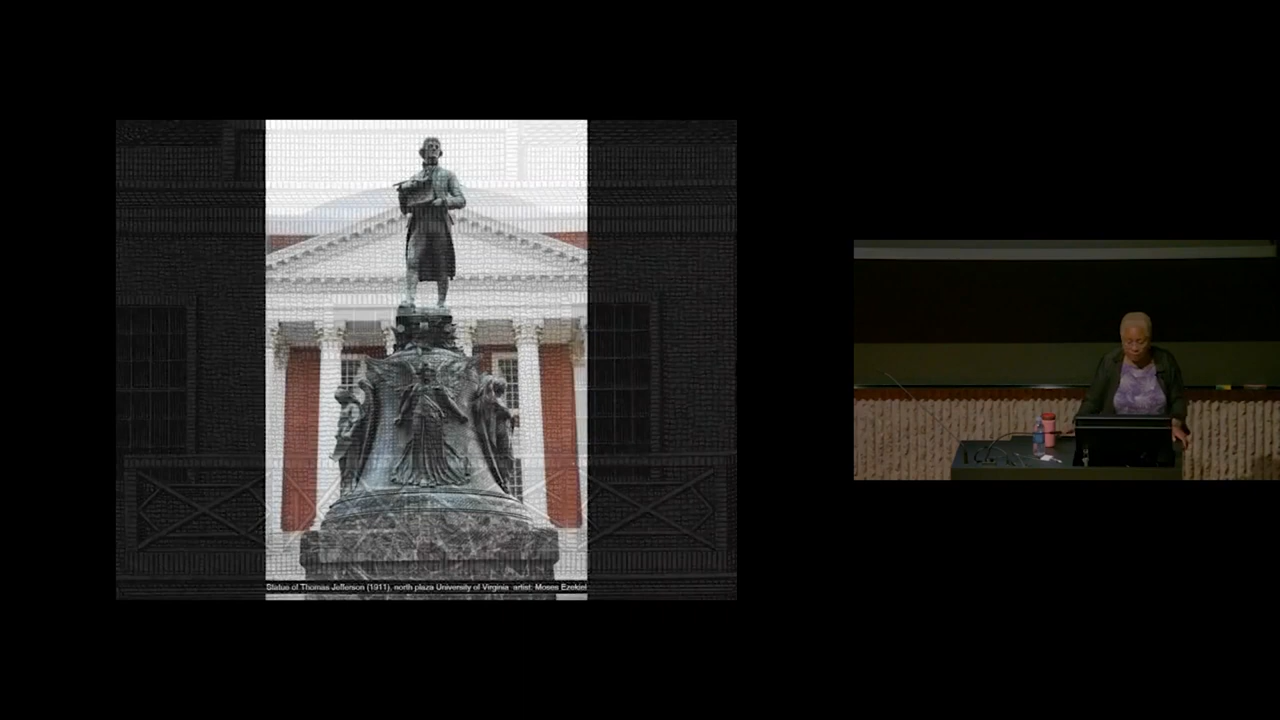 Statue of Thomas Jefferson (1911), north plaza University of Virginia artist: Moses Ezekiel